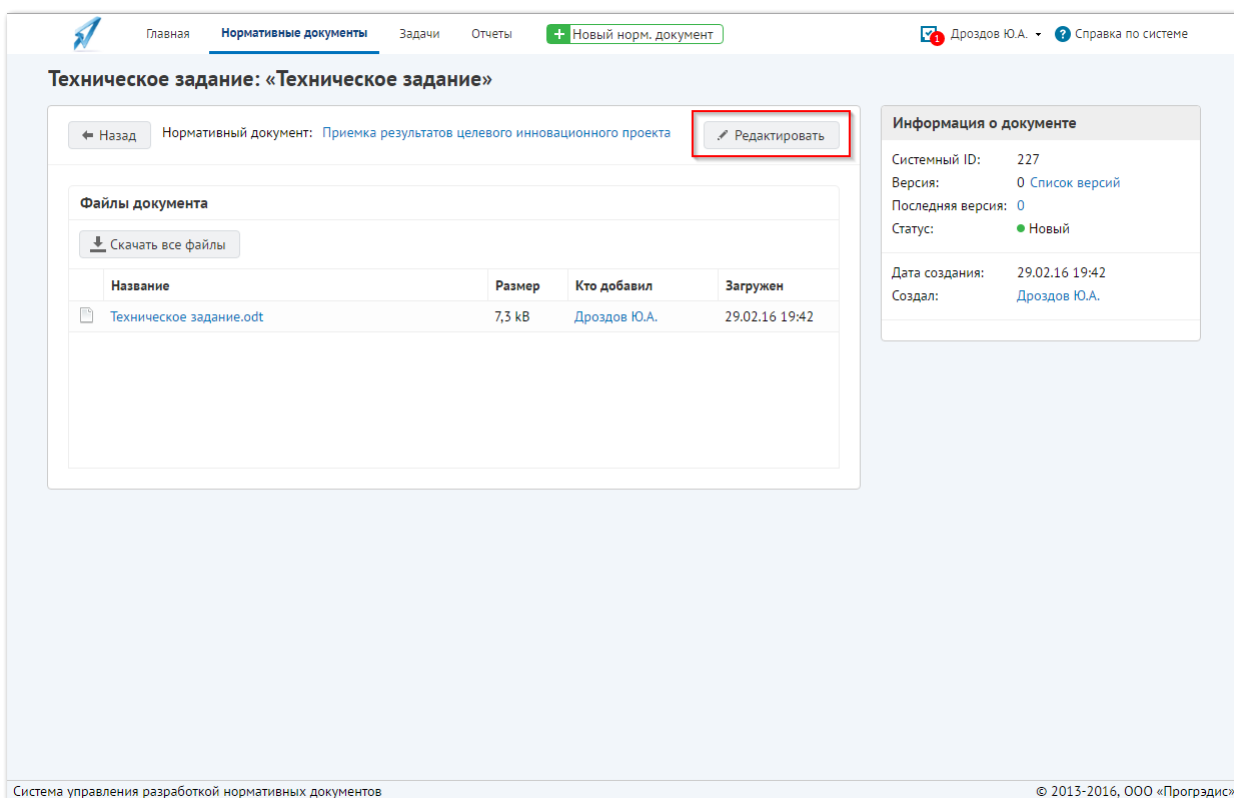 Главная Нормативные документы Задачи Отчеты + Новый норм. документ 1 Дроздов Ю.А. ? Справка по системе
Техническое задание: «Техническое задание»
Назад Нормативный документ: Приемка результатов целевого инновационного проекта Редактировать
Файлы документа
Скачать все файлы
Название Размер Кто добавил Загружен
Техническое задание.odt 7,3 kB Дроздов Ю.А. 29.02.16 19:42
Информация о документе
Системный ID: 227
Версия: 0 Список версий
Последняя версия: 0
Статус: Новый
Дата создания: 29.02.16 19:42
Создал: Дроздов Ю.А.
Система управления разработкой нормативных документов © 2013-2016, ООО «Прогрэдис»